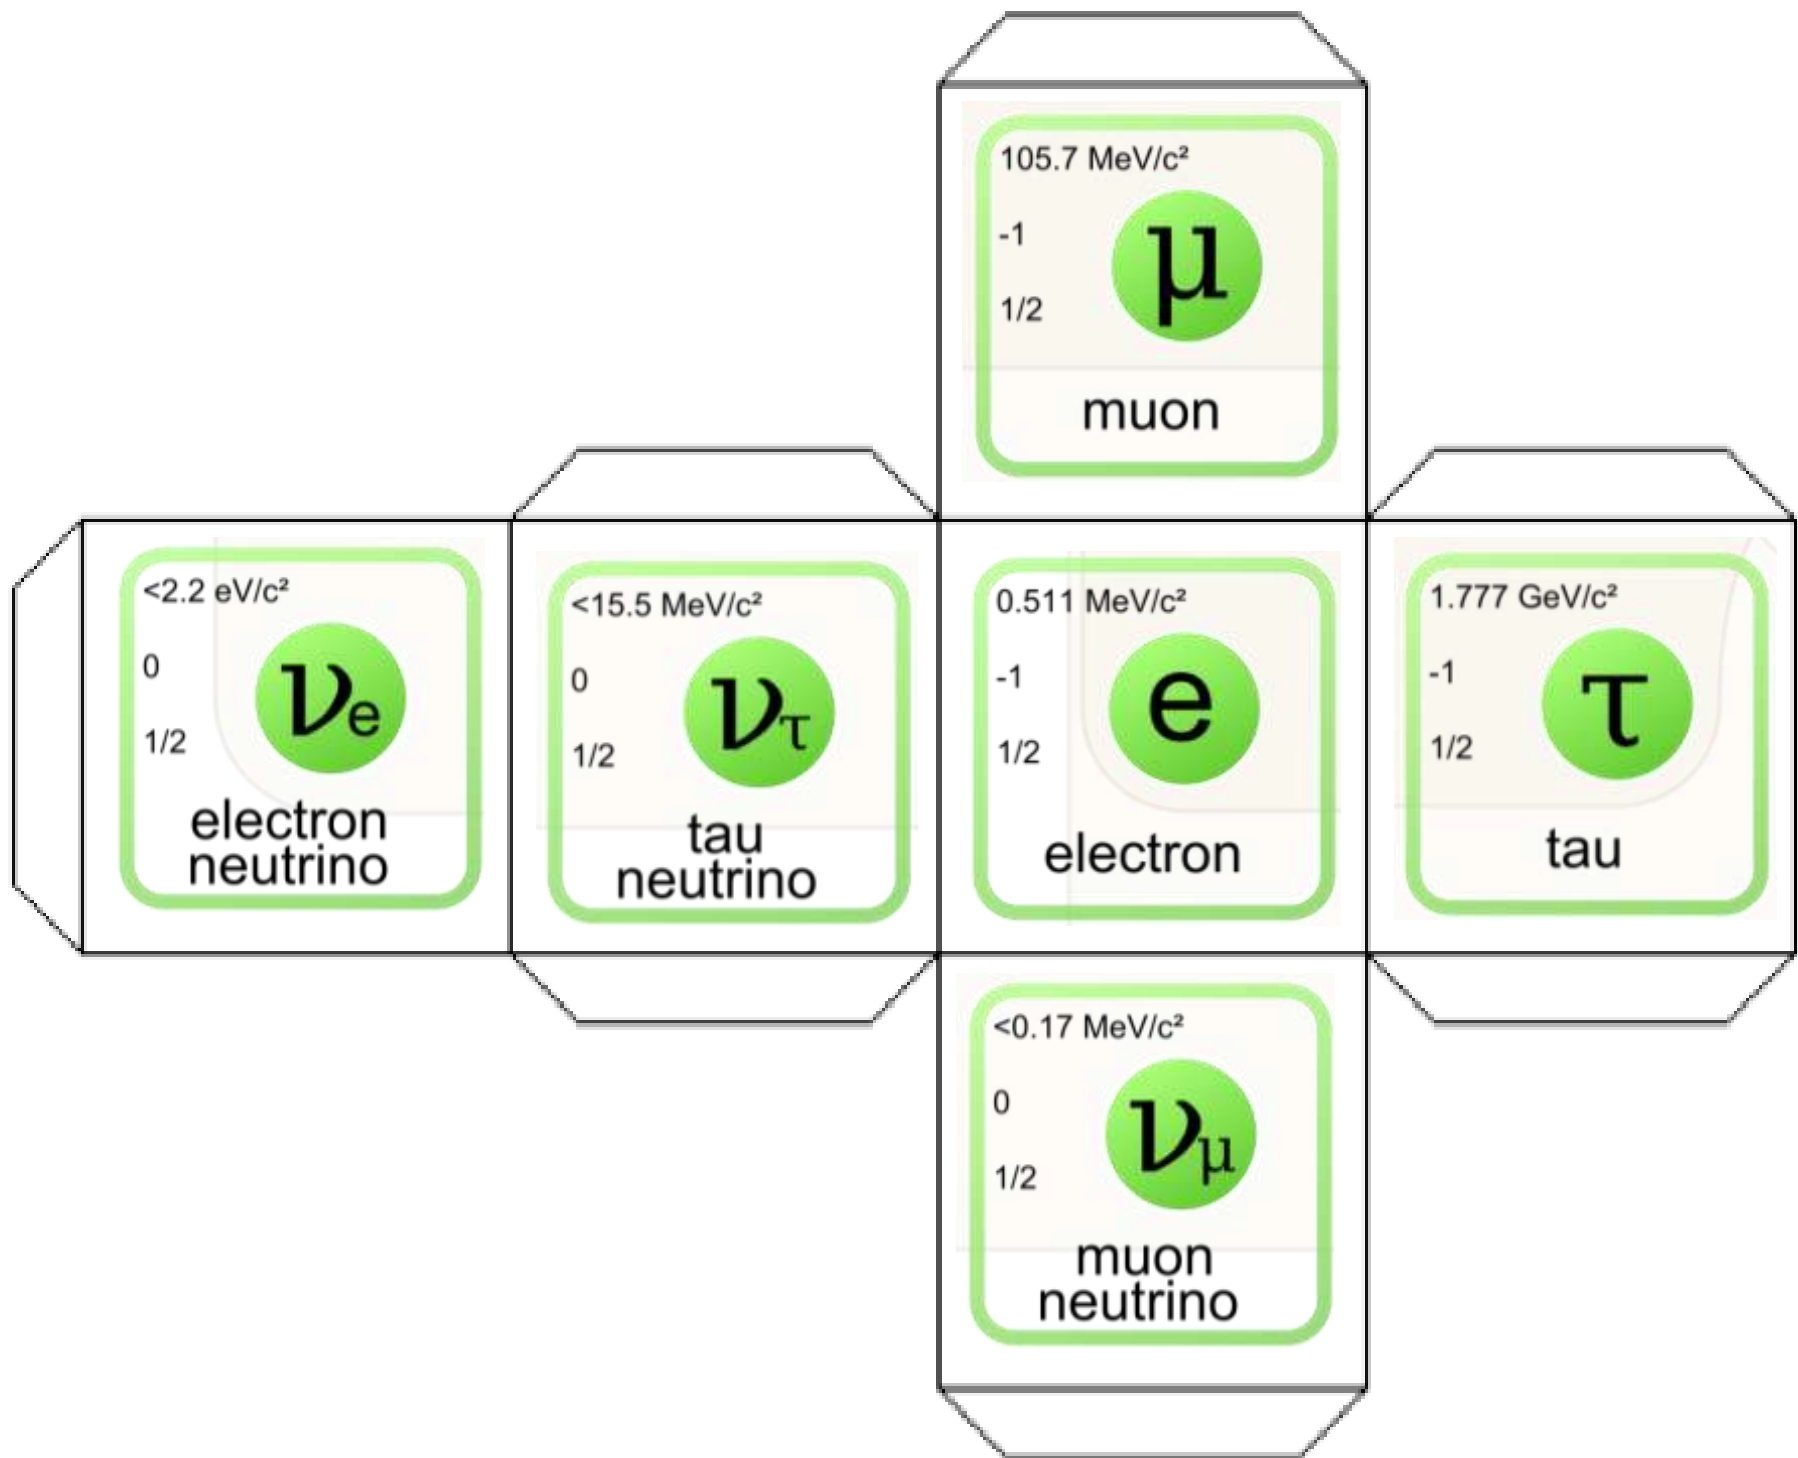 105.7 MeV/c²
-1
µ
1/2
muon
<2.2 eV/c²
0
νe
1/2
electron
neutrino
<15.5 MeV/c²
0
ντ
1/2
tau
neutrino
0.511 MeV/c²
-1
e
1/2
electron
1.777 GeV/c²
-1
τ
1/2
tau
<0.17 MeV/c²
0
νµ
1/2
muon
neutrino